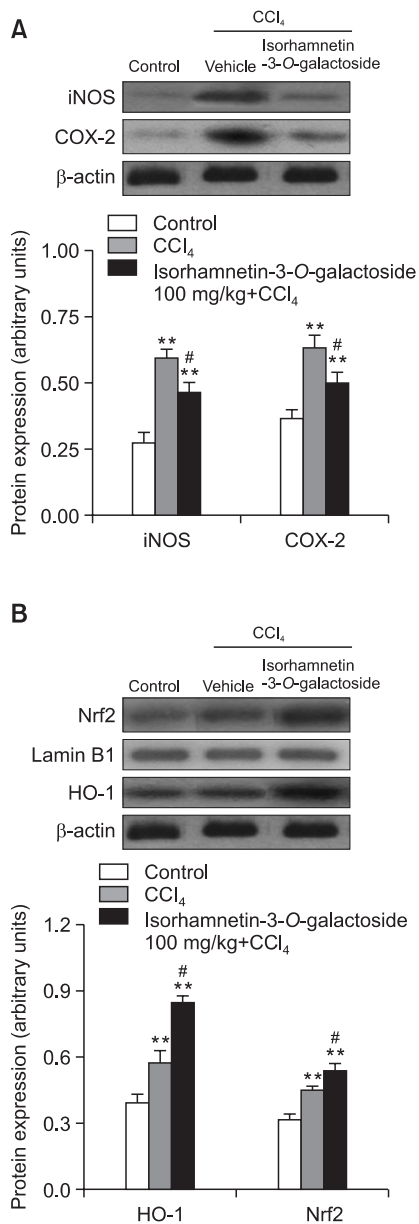 A
CCl₄
Control
Vehicle
Isorhamnetin
-3-O-galactoside
iNOS
COX-2
β-actin
Control
CCl₄
Isorhamnetin-3-O-galactoside
100 mg/kg+CCl₄
Protein expression (arbitrary units)
1.00
0.75
0.50
0.25
0.00
**
#
**
**
#
**
iNOS
COX-2
B
CCl₄
Control
Vehicle
Isorhamnetin
-3-O-galactoside
Nrf2
Lamin B1
HO-1
β-actin
Control
CCl₄
Isorhamnetin-3-O-galactoside
100 mg/kg+CCl₄
Protein expression (arbitrary units)
1.2
0.9
0.6
0.3
0.0
**
#
**
**
#
**
HO-1
Nrf2